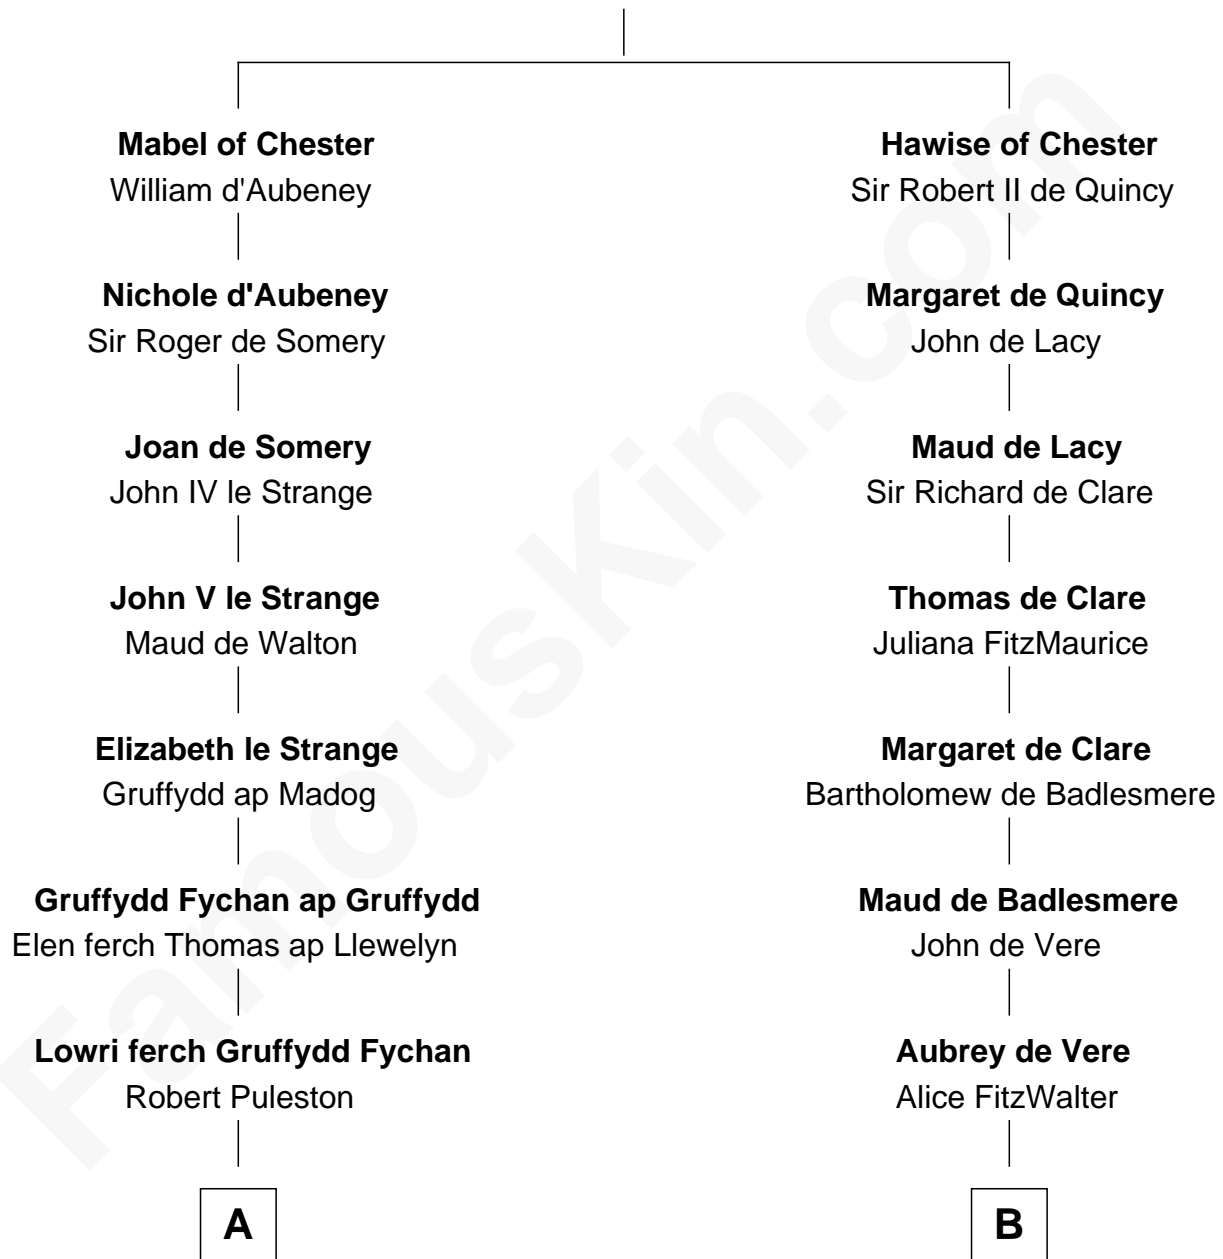 Mabel of Chester
William d'Aubeney
Nichole d'Aubeney
Sir Roger de Somery
Joan de Somery
John IV le Strange
John V le Strange
Maud de Walton
Elizabeth le Strange
Gruffydd ap Madog
Gruffydd Fychan ap Gruffydd
Elen ferch Thomas ap Llewelyn
Lowri ferch Gruffydd Fychan
Robert Puleston
A
Hawise of Chester
Sir Robert II de Quincy
Margaret de Quincy
John de Lacy
Maud de Lacy
Sir Richard de Clare
Thomas de Clare
Juliana FitzMaurice
Margaret de Clare
Bartholomew de Badlesmere
Maud de Badlesmere
John de Vere
Aubrey de Vere
Alice FitzWalter
B
FamousKin.com